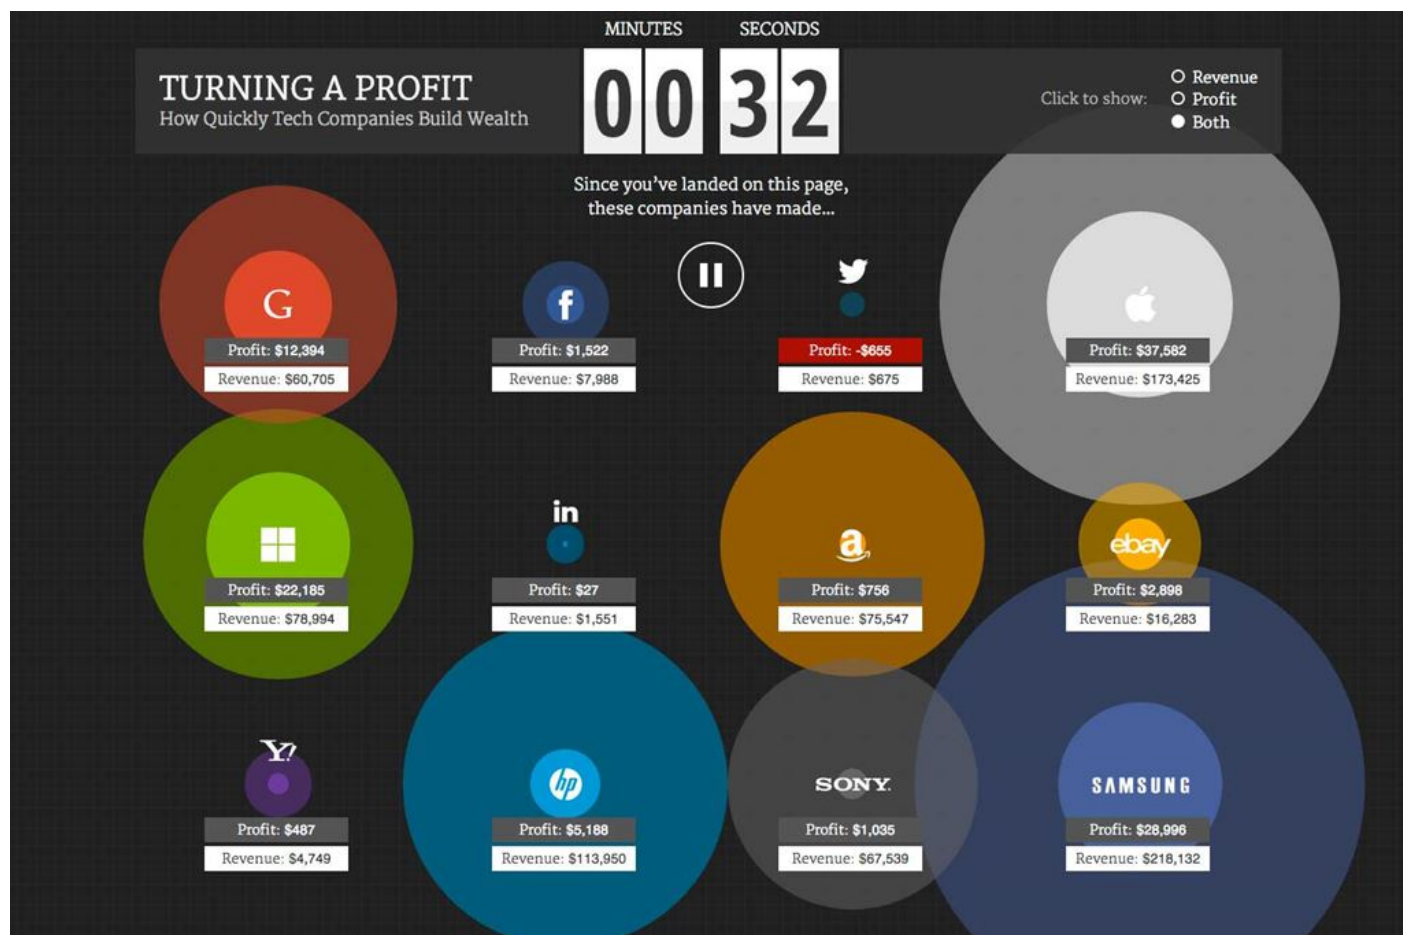 MINUTES
SECONDS
TURNING A PROFIT
How Quickly Tech Companies Build Wealth
00 32
Click to show:
Revenue
Profit
Both
Since you've landed on this page,
these companies have made...
G
Profit: $12,394
Revenue: $60,705
f
Profit: $1,522
Revenue: $7,988
Profit: -$655
Revenue: $675
Profit: $37,582
Revenue: $173,425
Profit: $22,185
Revenue: $78,994
in
Profit: $27
Revenue: $1,551
a
Profit: $756
Revenue: $75,547
ebay
Profit: $2,898
Revenue: $16,283
Y!
Profit: $487
Revenue: $4,749
hp
Profit: $5,188
Revenue: $113,950
SONY
Profit: $1,035
Revenue: $67,539
SAMSUNG
Profit: $28,996
Revenue: $218,132